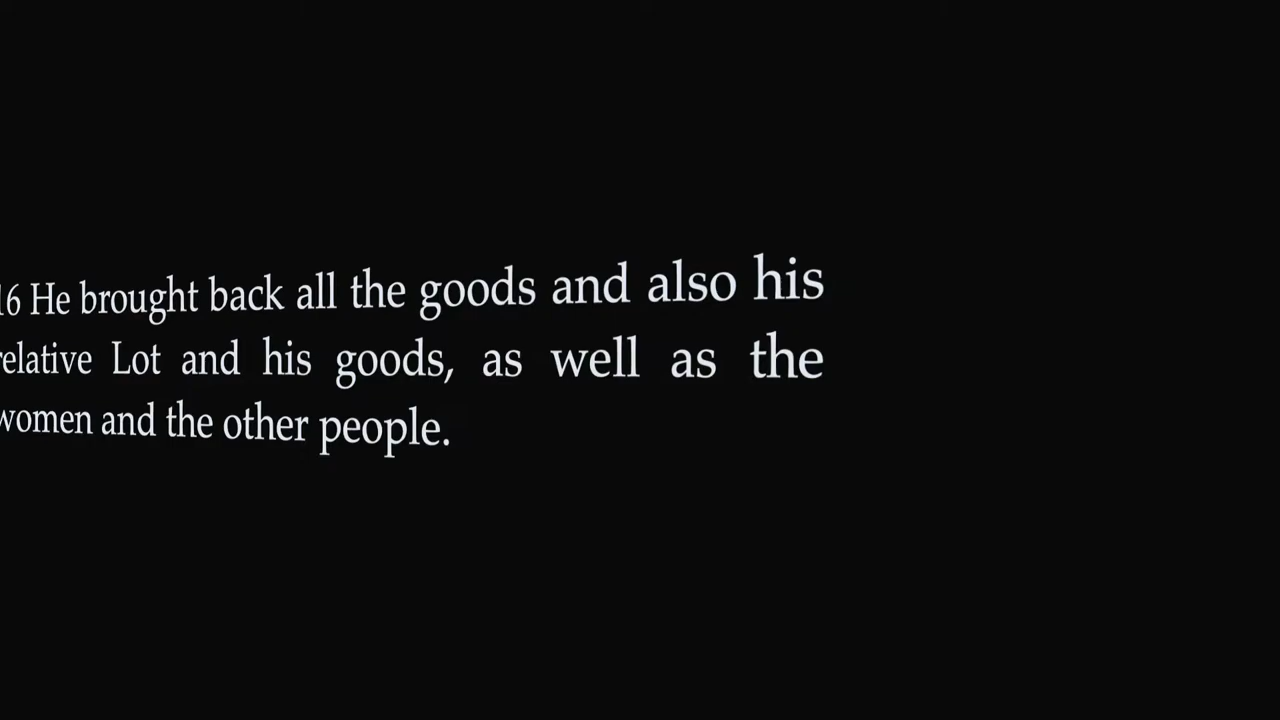 16 He brought back all the goods and also his
relative Lot and his goods, as well as the
women and the other people.